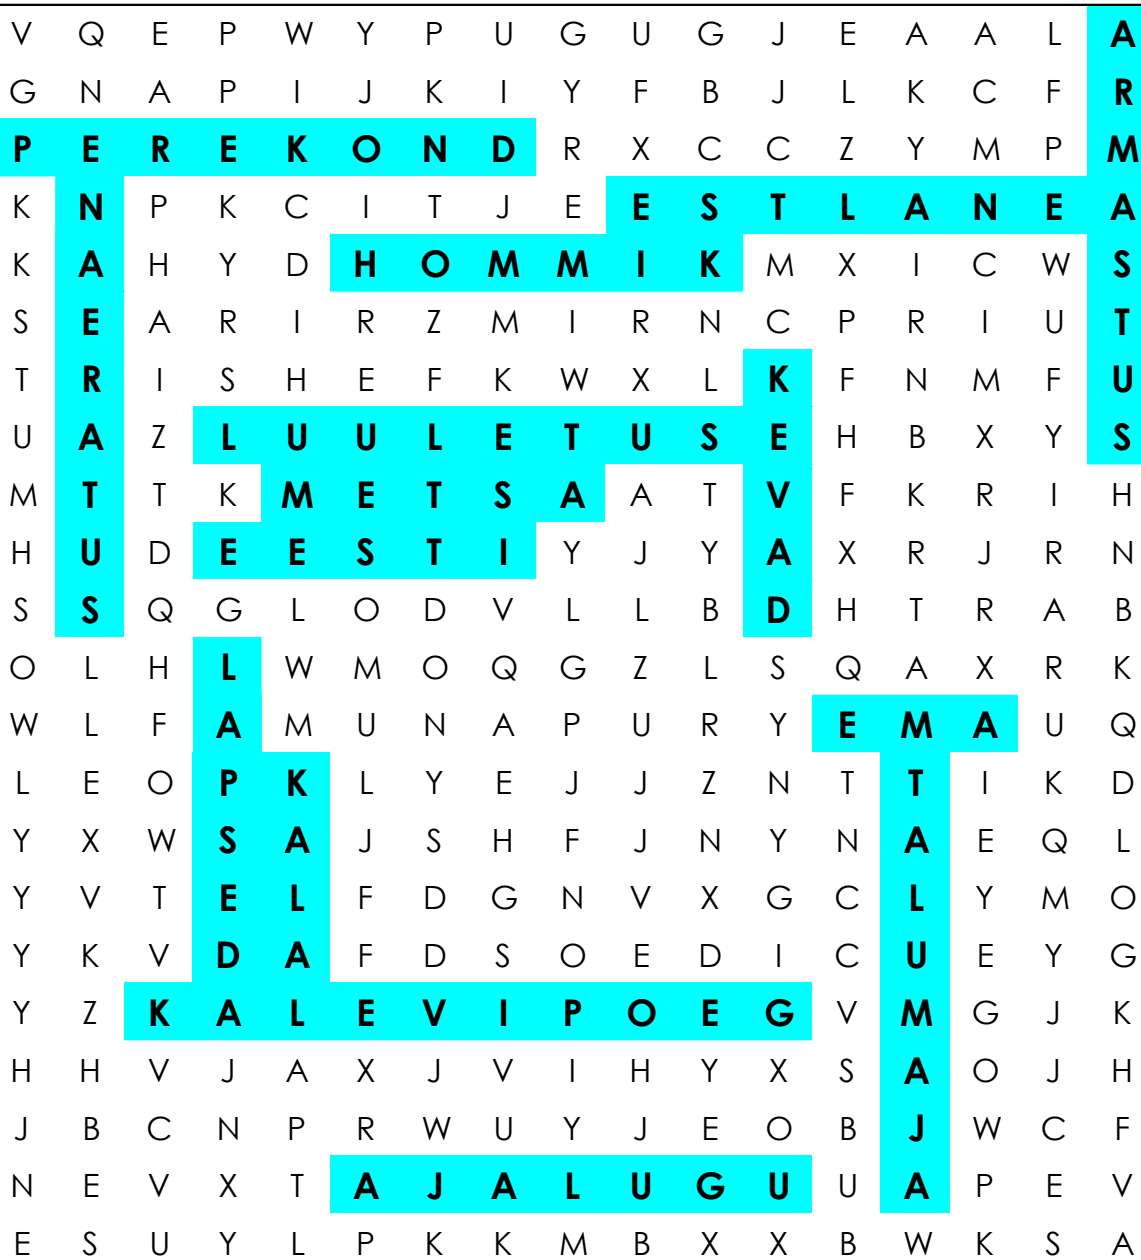 V Q E P W Y P U G U G J E A A L A
G N A P I J K I Y F B J L K C F R
P E R E K O N D R X C C Z Y M P M
K N P K C I T J E E S T L A N E A
K A H Y D H O M M I K M X I C W S
S E A R I R Z M I R N C P R I U T
T R I S H E F K W X L K F N M F U
U A Z L U U L E T U S E H B X Y S
M T T K M E T S A A T V F K R I H
H U D E E S T I Y J Y A X R J R N
S S Q G L O D V L L B D H T R A B
O L H L W M O Q G Z L S Q A X R K
W L F A M U N A P U R Y E M A U Q
L E O P K L Y E J J Z N T T I K D
Y X W S A J S H F J N Y N A E Q L
Y V T E L F D G N V X G C L Y M O
Y K V D A F D S O E D I C U E Y G
Y Z K A L E V I P O E G V M G J K
H H V J A X J V I H Y X S A O J H
J B C N P R W U Y J E O B J W C F
N E V X T A J A L U G U U A P E V
E S U Y L P K K M B X X B W K S A